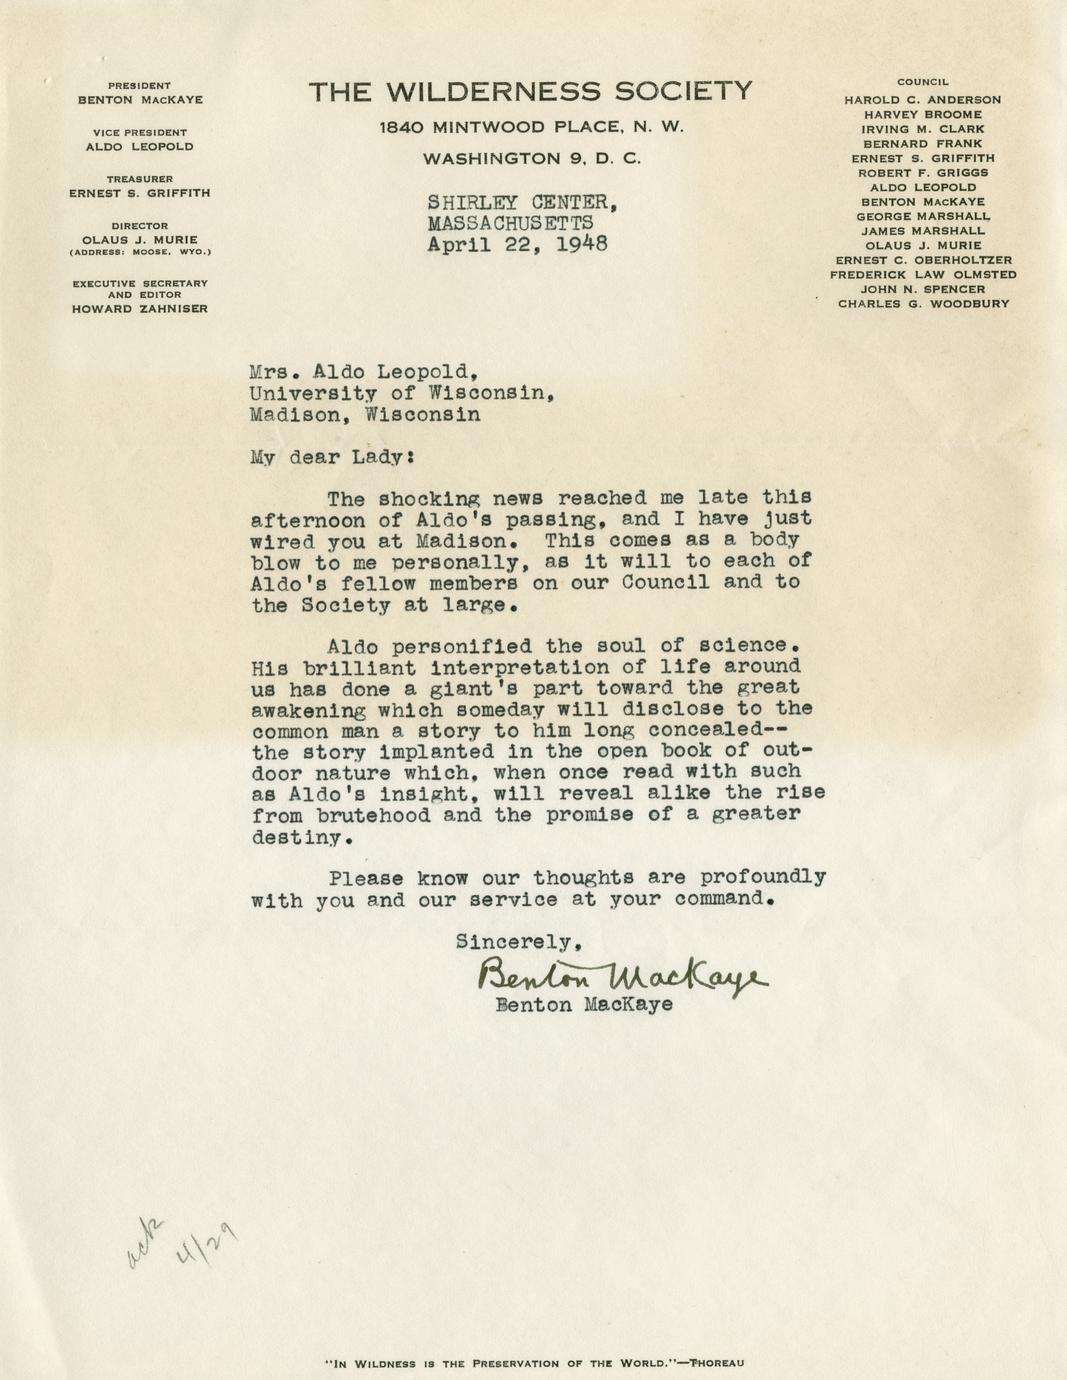 PRESIDENT
BENTON MacKAYE
VICE PRESIDENT
ALDO LEOPOLD
TREASURER
ERNEST S. GRIFFITH
DIRECTOR
OLAUS J. MURIE
(ADDRESS: MOOSE, WYO.)
EXECUTIVE SECRETARY
AND EDITOR
HOWARD ZAHNISER
THE WILDERNESS SOCIETY
1840 MINTWOOD PLACE, N. W.
WASHINGTON 9, D. C.
COUNCIL
HAROLD C. ANDERSON
HARVEY BROOME
IRVING M. CLARK
BERNARD FRANK
ERNEST S. GRIFFITH
ROBERT F. GRIGGS
ALDO LEOPOLD
BENTON MacKAYE
GEORGE MARSHALL
JAMES MARSHALL
OLAUS J. MURIE
ERNEST C. OBERHOLTZER
FREDERICK LAW OLMSTED
JOHN N. SPENCER
CHARLES G. WOODBURY
SHIRLEY CENTER,
MASSACHUSETTS
April 22, 1948
Mrs. Aldo Leopold,
University of Wisconsin,
Madison, Wisconsin
My dear Lady:
The shocking news reached me late this
afternoon of Aldo's passing, and I have just
wired you at Madison. This comes as a body
blow to me personally, as it will to each of
Aldo's fellow members on our Council and to
the Society at large.
Aldo personified the soul of science.
His brilliant interpretation of life around
us has done a giant's part toward the great
awakening which someday will disclose to the
common man a story to him long concealed--
the story implanted in the open book of out-
door nature which, when once read with such
as Aldo's insight, will reveal alike the rise
from brutehood and the promise of a greater
destiny.
Please know our thoughts are profoundly
with you and our service at your command.
Sincerely,
Benton MacKaye
Benton MacKaye
ack
4/29
"In Wildness is the Preservation of the World."—Thoreau